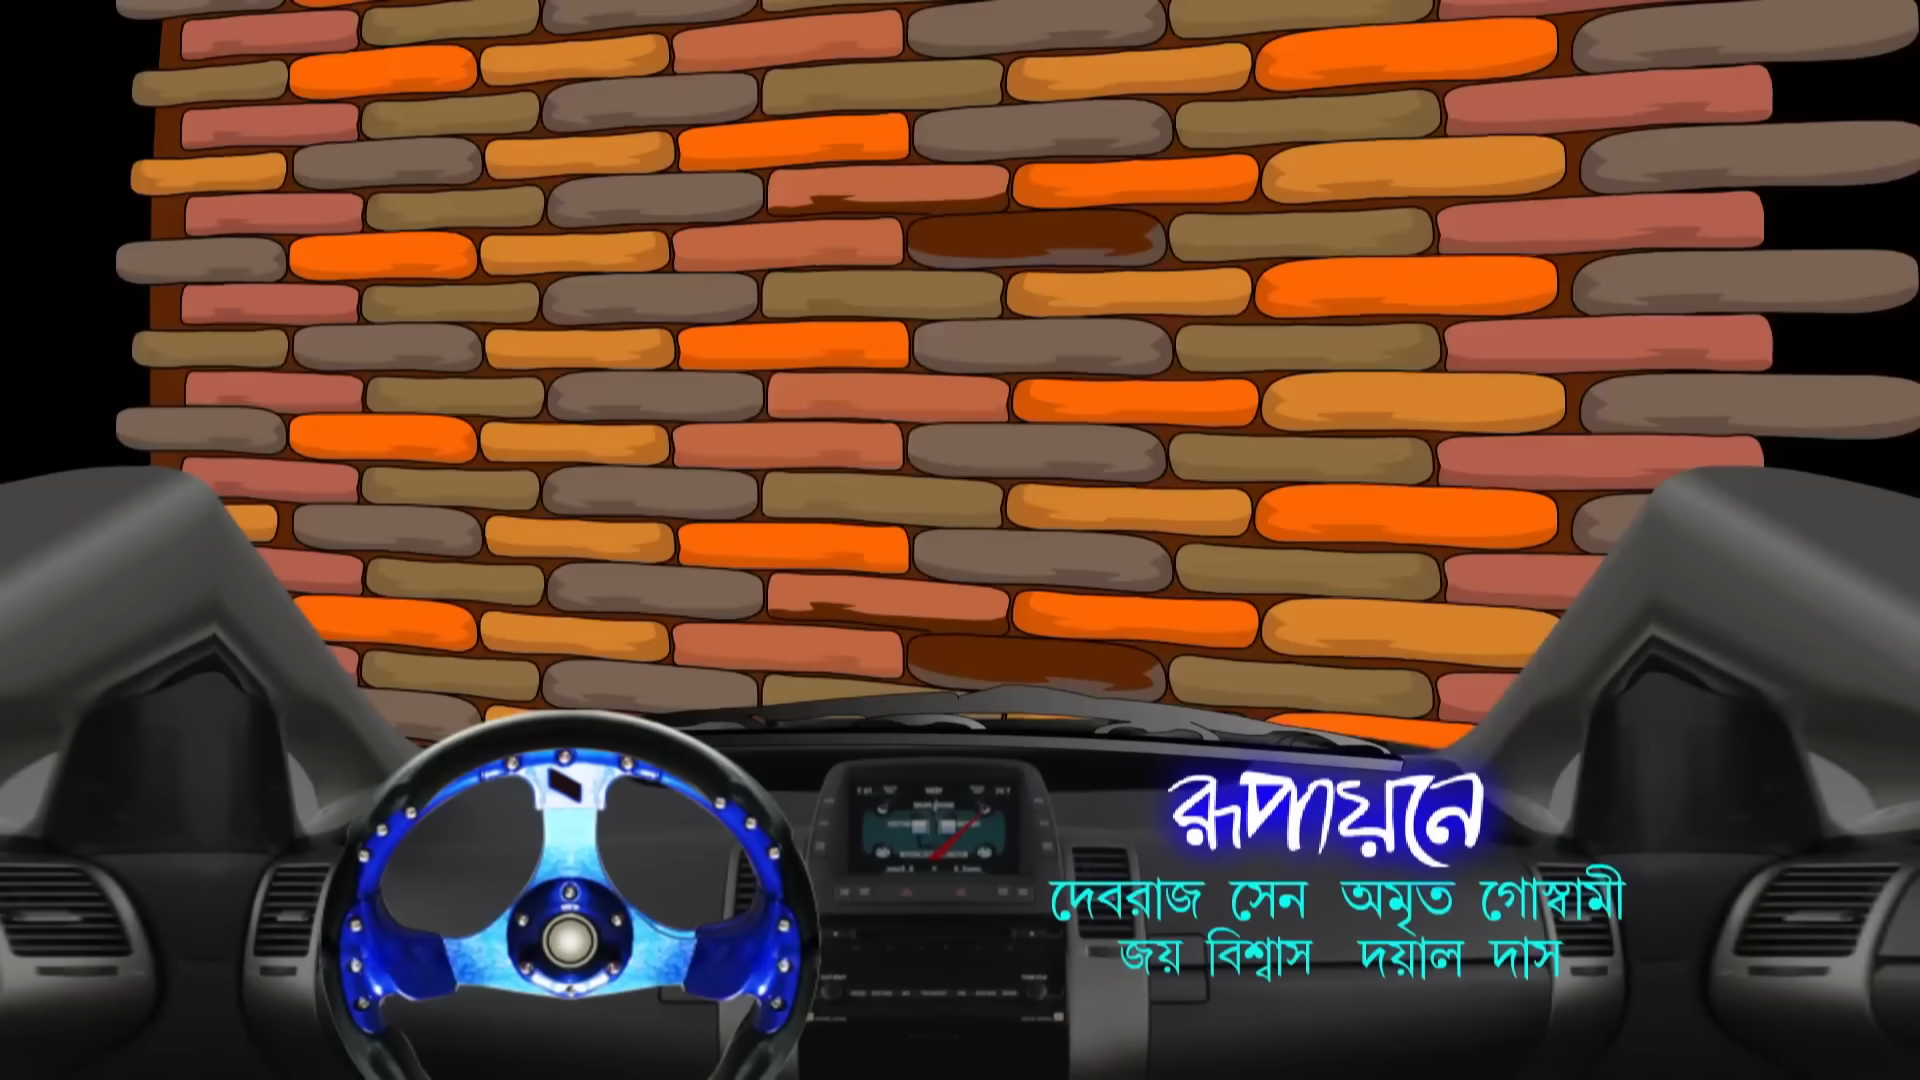 রূপায়নে
দেবরাজ সেন অমৃত গোস্বামী
জয় বিশ্বাস দয়াল দাস